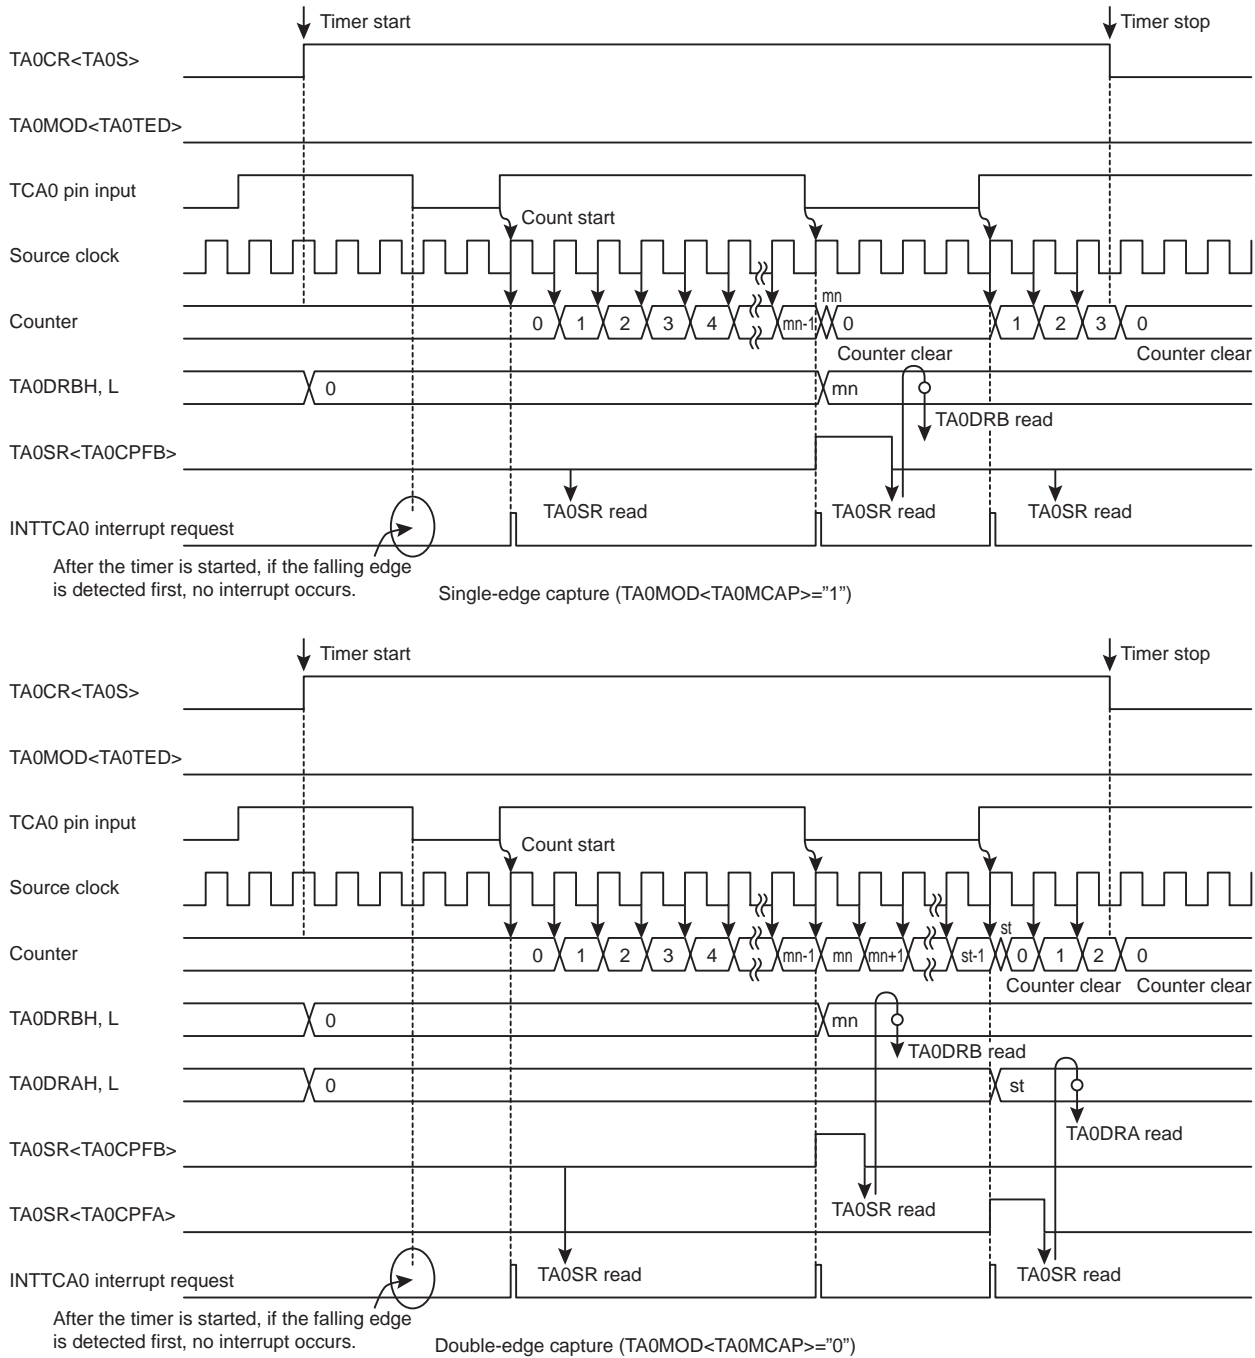 Timer start
Timer stop
TA0CR<TA0S>
TA0MOD<TA0TED>
TCA0 pin input
Count start
Source clock
mn
Counter
0 1 2 3 4 mn-1 0 1 2 3 0
Counter clear
Counter clear
TA0DRBH, L
0
mn
TA0DRB read
TA0SR<TA0CPFB>
TA0SR read
TA0SR read
TA0SR read
INTTCA0 interrupt request
After the timer is started, if the falling edge
is detected first, no interrupt occurs.
Single-edge capture (TA0MOD<TA0MCAP>="1")
Timer start
Timer stop
TA0CR<TA0S>
TA0MOD<TA0TED>
TCA0 pin input
Count start
Source clock
st
Counter
0 1 2 3 4 mn-1 mn mn+1 st-1 0 1 2 0
Counter clear
Counter clear
TA0DRBH, L
0
mn
TA0DRB read
TA0DRAH, L
0
st
TA0DRA read
TA0SR<TA0CPFB>
TA0SR read
TA0SR<TA0CPFA>
TA0SR read
TA0SR read
INTTCA0 interrupt request
After the timer is started, if the falling edge
is detected first, no interrupt occurs.
Double-edge capture (TA0MOD<TA0MCAP>="0")